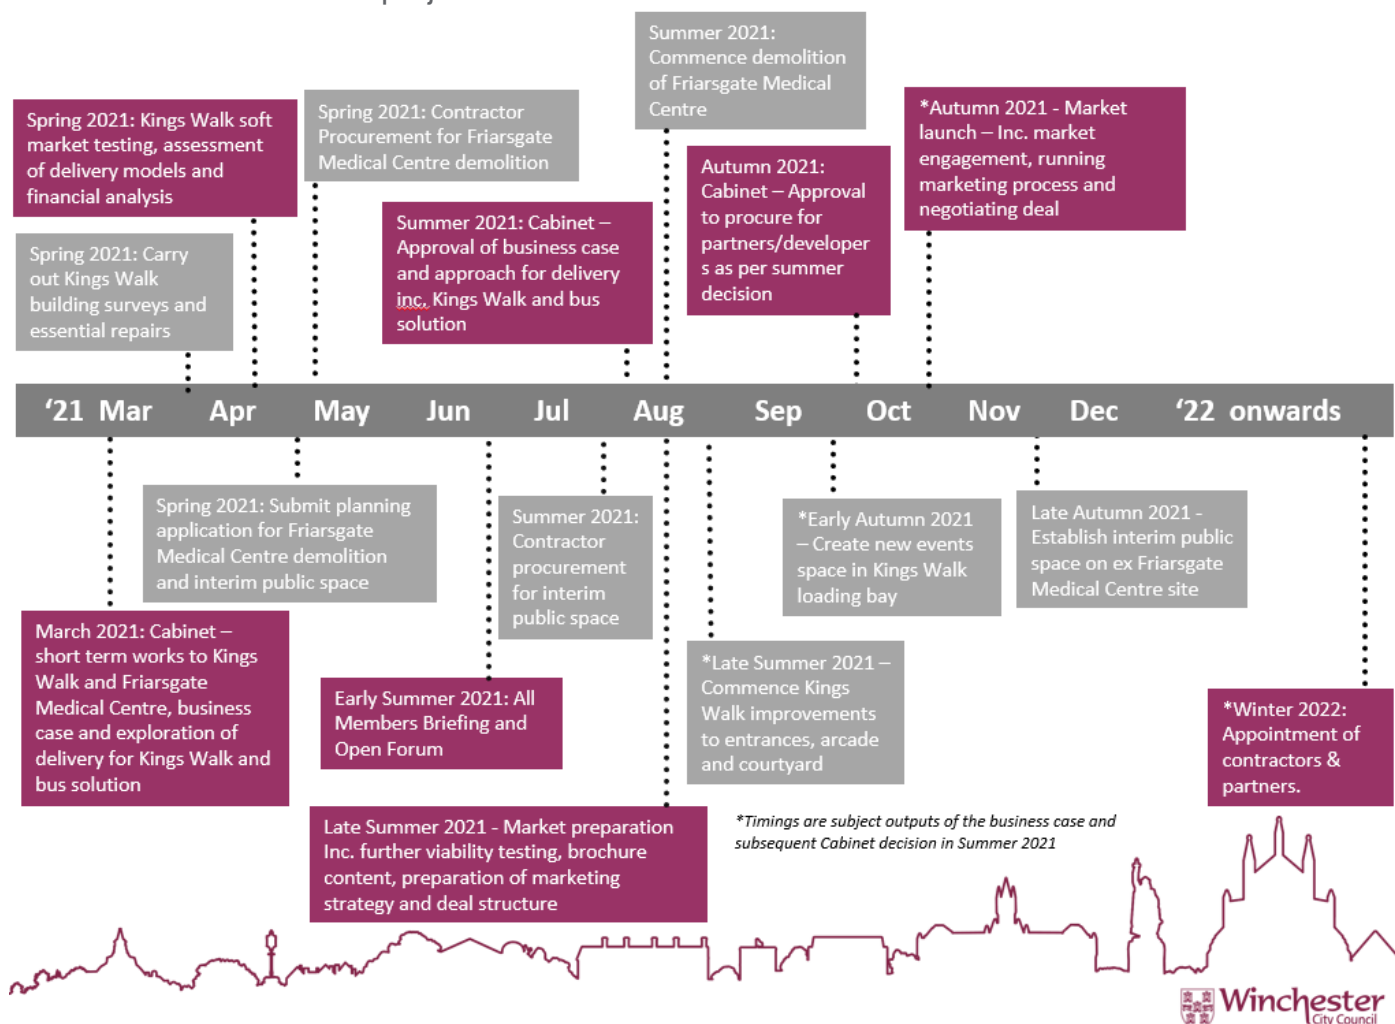 Summer 2021:
Commence demolition
of Friarsgate Medical
Centre
Spring 2021: Kings Walk soft
market testing, assessment
of delivery models and
financial analysis
Spring 2021: Contractor
Procurement for Friarsgate
Medical Centre demolition
*Autumn 2021 - Market
launch – Inc. market
engagement, running
marketing process and
negotiating deal
Autumn 2021:
Cabinet – Approval
to procure for
partners/developer
s as per summer
decision
Summer 2021: Cabinet –
Approval of business case
and approach for delivery
inc. Kings Walk and bus
solution
Spring 2021: Carry
out Kings Walk
building surveys and
essential repairs
‘21 Mar Apr May Jun Jul Aug Sep Oct Nov Dec ‘22 onwards
Spring 2021: Submit planning
application for Friarsgate
Medical Centre demolition
and interim public space
Summer 2021:
Contractor
procurement
for interim
public space
*Early Autumn 2021
– Create new events
space in Kings Walk
loading bay
Late Autumn 2021 -
Establish interim public
space on ex Friarsgate
Medical Centre site
March 2021: Cabinet –
short term works to Kings
Walk and Friarsgate
Medical Centre, business
case and exploration of
delivery for Kings Walk and
bus solution
Early Summer 2021: All
Members Briefing and
Open Forum
*Late Summer 2021 –
Commence Kings
Walk improvements
to entrances, arcade
and courtyard
*Winter 2022:
Appointment of
contractors &
partners.
Late Summer 2021 - Market preparation
Inc. further viability testing, brochure
content, preparation of marketing
strategy and deal structure
*Timings are subject outputs of the business case and
subsequent Cabinet decision in Summer 2021
Winchester
City Council